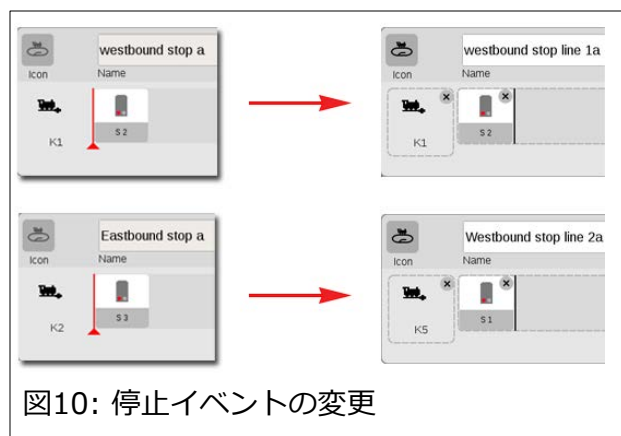 westbound stop a
Icon
Name
K1
S 2
westbound stop line 1a
Icon
Name
K1
S 2
Eastbound stop a
Icon
Name
K2
S 3
Westbound stop line 2a
Icon
Name
K5
S 1
図10: 停止イベントの変更